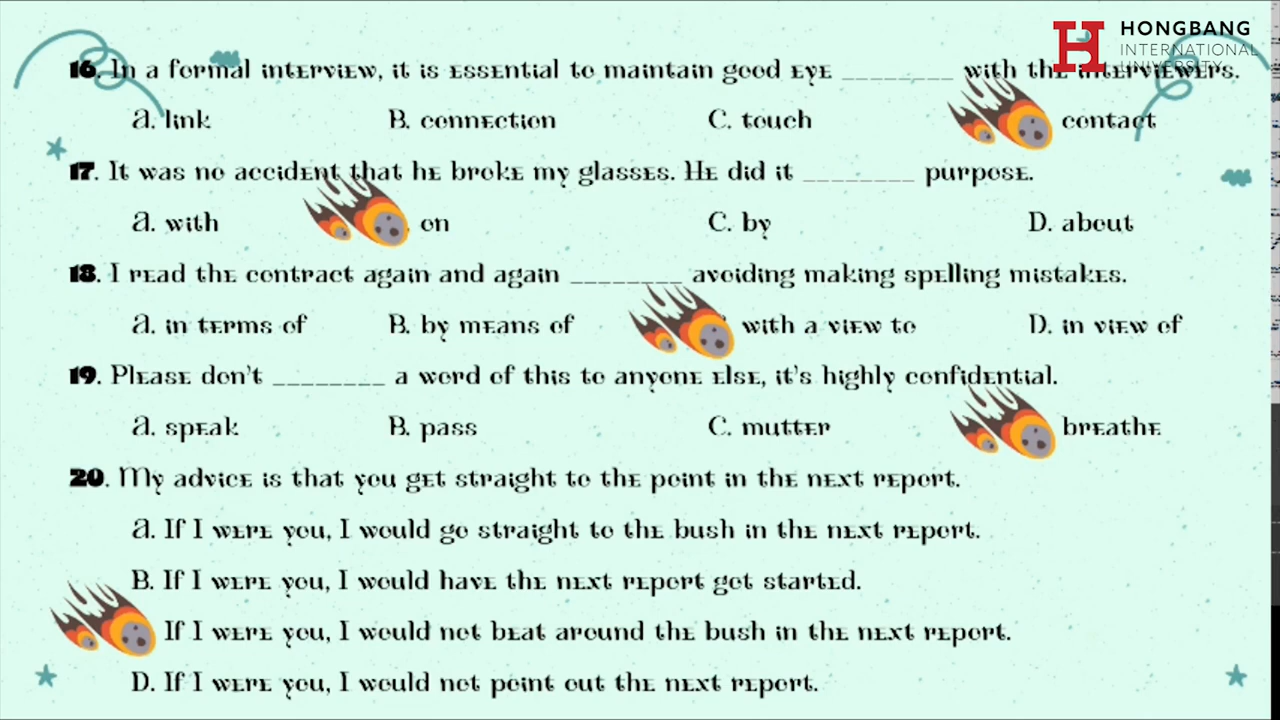 HONGBANG
INTERNATIONAL
UNIVERSITY
16. In a formal interview, it is essential to maintain good eye ________ with the interviewers.
A. link B. connection C. touch contact
17. It was no accident that he broke my glasses. He did it ________ purpose.
A. with on C. by D. about
18. I read the contract again and again ________ avoiding making spelling mistakes.
A. in terms of B. by means of with a view to D. in view of
19. Please don't ________ a word of this to anyone else, it's highly confidential.
A. speak B. pass C. mutter breathe
20. My advice is that you get straight to the point in the next report.
A. If I were you, I would go straight to the bush in the next report.
B. If I were you, I would have the next report got started.
If I were you, I would not beat around the bush in the next report.
D. If I were you, I would not point out the next report.